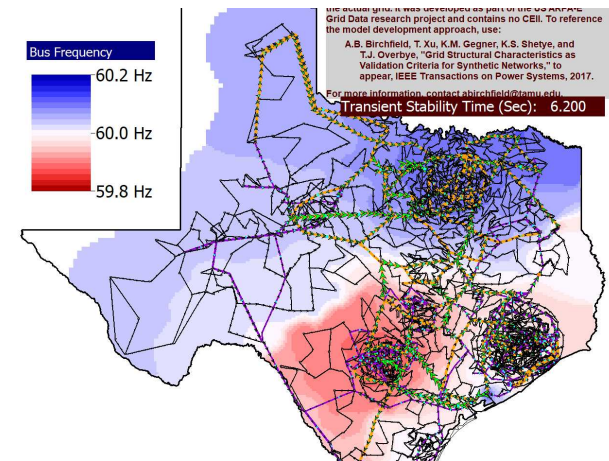 the actual grid. It was developed as part of the US ARPA-E
Grid Data research project and contains no CEII. To reference
the model development approach, use:
A.B. Birchfield, T. Xu, K.M. Gegner, K.S. Shetye, and
T.J. Overbye, "Grid Structural Characteristics as
Validation Criteria for Synthetic Networks," to
appear, IEEE Transactions on Power Systems, 2017.
For more information, contact abirchfield@tamu.edu.
Transient Stability Time (Sec): 6.200
Bus Frequency
60.2 Hz
60.0 Hz
59.8 Hz